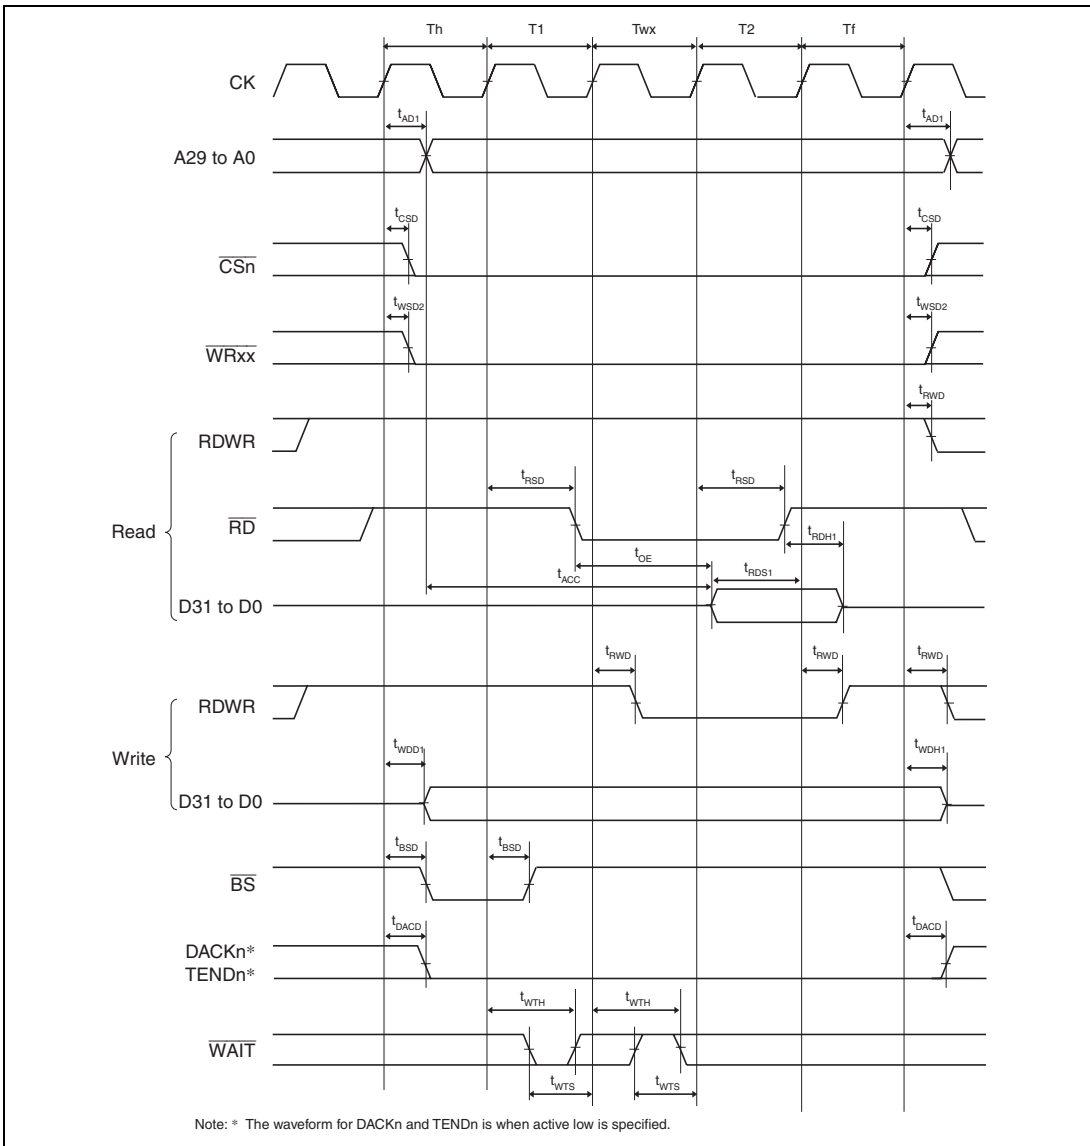 Th T1 Twx T2 Tf
CK
tAD1 tAD1
A29 to A0
tCSD tCSD
CSn
tWSD2 tWSD2
WRxx
tRWD
RDWR
tRSD tRSD
Read
RD
tRDH1
tOE
tACC tRDS1
D31 to D0
tRWD tRWD tRWD
RDWR
tWDD1 tWDH1
Write
D31 to D0
tBSD tBSD
BS
tDACD tDACD
DACKn*
TENDn*
tWTH tWTH
WAIT
tWTS tWTS
Note: * The waveform for DACKn and TENDn is when active low is specified.